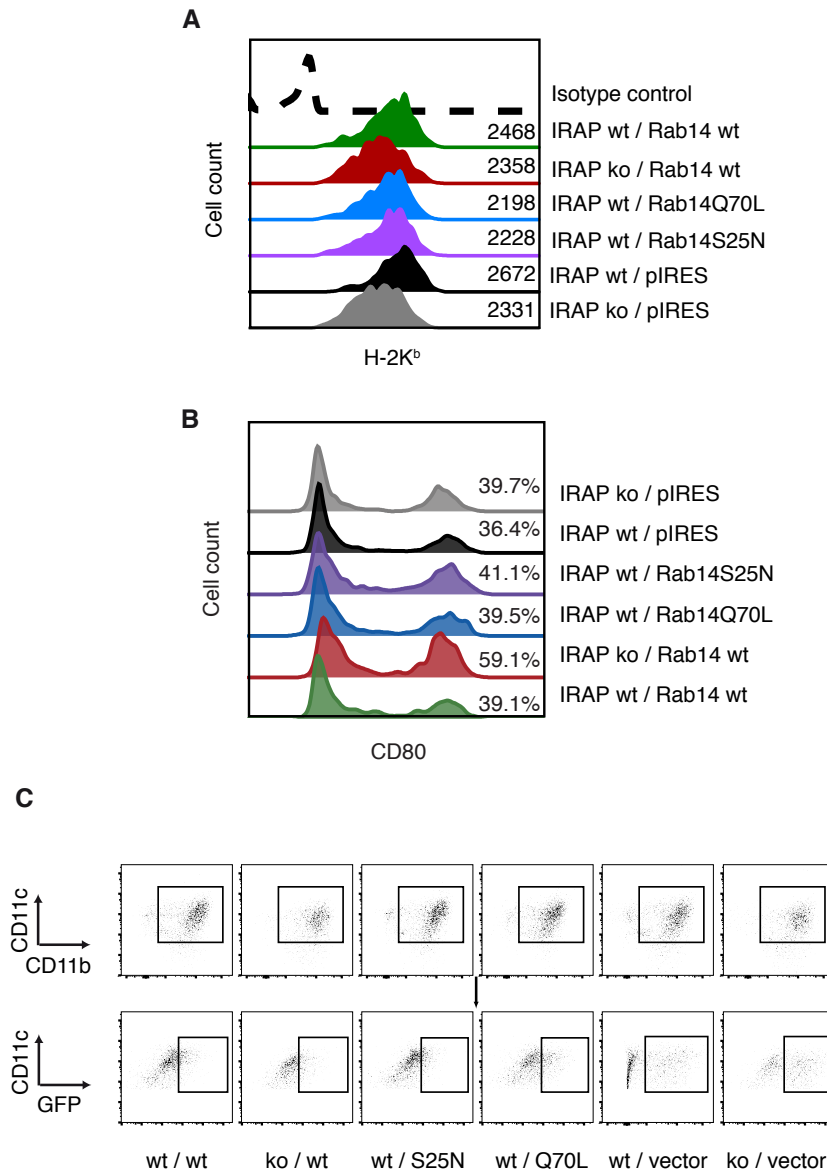 A
Cell count
Isotype control
2468 IRAP wt / Rab14 wt
2358 IRAP ko / Rab14 wt
2198 IRAP wt / Rab14Q70L
2228 IRAP wt / Rab14S25N
2672 IRAP wt / pIRES
2331 IRAP ko / pIRES
H-2Kᵇ
B
Cell count
39.7% IRAP ko / pIRES
36.4% IRAP wt / pIRES
41.1% IRAP wt / Rab14S25N
39.5% IRAP wt / Rab14Q70L
59.1% IRAP ko / Rab14 wt
39.1% IRAP wt / Rab14 wt
CD80
C
CD11c
CD11b
CD11c
GFP
wt / wt ko / wt wt / S25N wt / Q70L wt / vector ko / vector